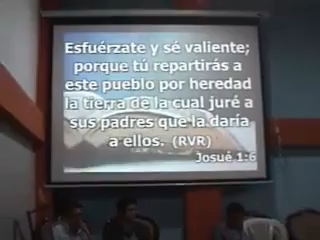 Esfuérzate y sé valiente;
porque tú repartirás a
este pueblo por heredad
la tierra de la cual juré a
sus padres que la daría
a ellos. (RVR)
Josué 1:6